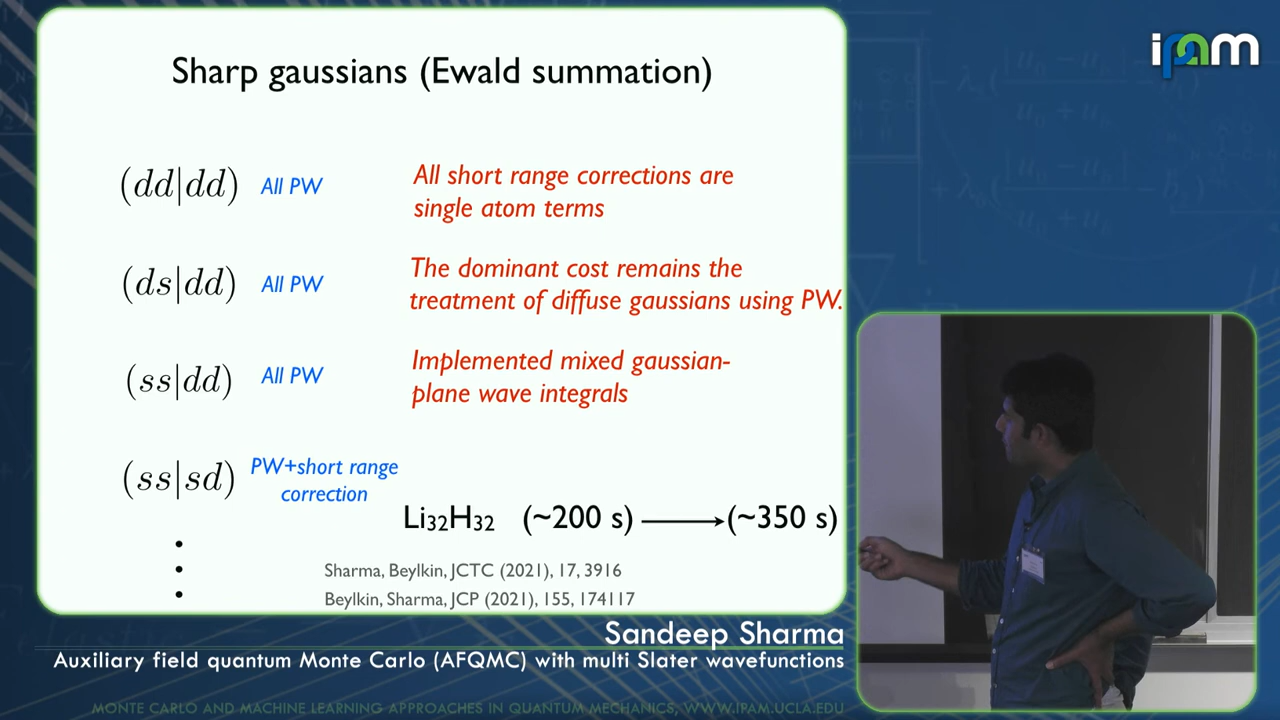 ipam
Sharp gaussians (Ewald summation)
(dd|dd) All PW
All short range corrections are
single atom terms
(ds|dd) All PW
The dominant cost remains the
treatment of diffuse gaussians using PW.
(ss|dd) All PW
Implemented mixed gaussian-
plane wave integrals
(ss|sd) PW+short range
correction
Li₃₂H₃₂ (~200 s) ⟶ (~350 s)
Sharma, Beylkin, JCTC (2021), 17, 3916
Beylkin, Sharma, JCP (2021), 155, 174117
Sandeep Sharma
Auxiliary field quantum Monte Carlo (AFQMC) with multi Slater wavefunctions
MONTE CARLO AND MACHINE LEARNING APPROACHES IN QUANTUM MECHANICS, WWW.IPAM.UCLA.EDU